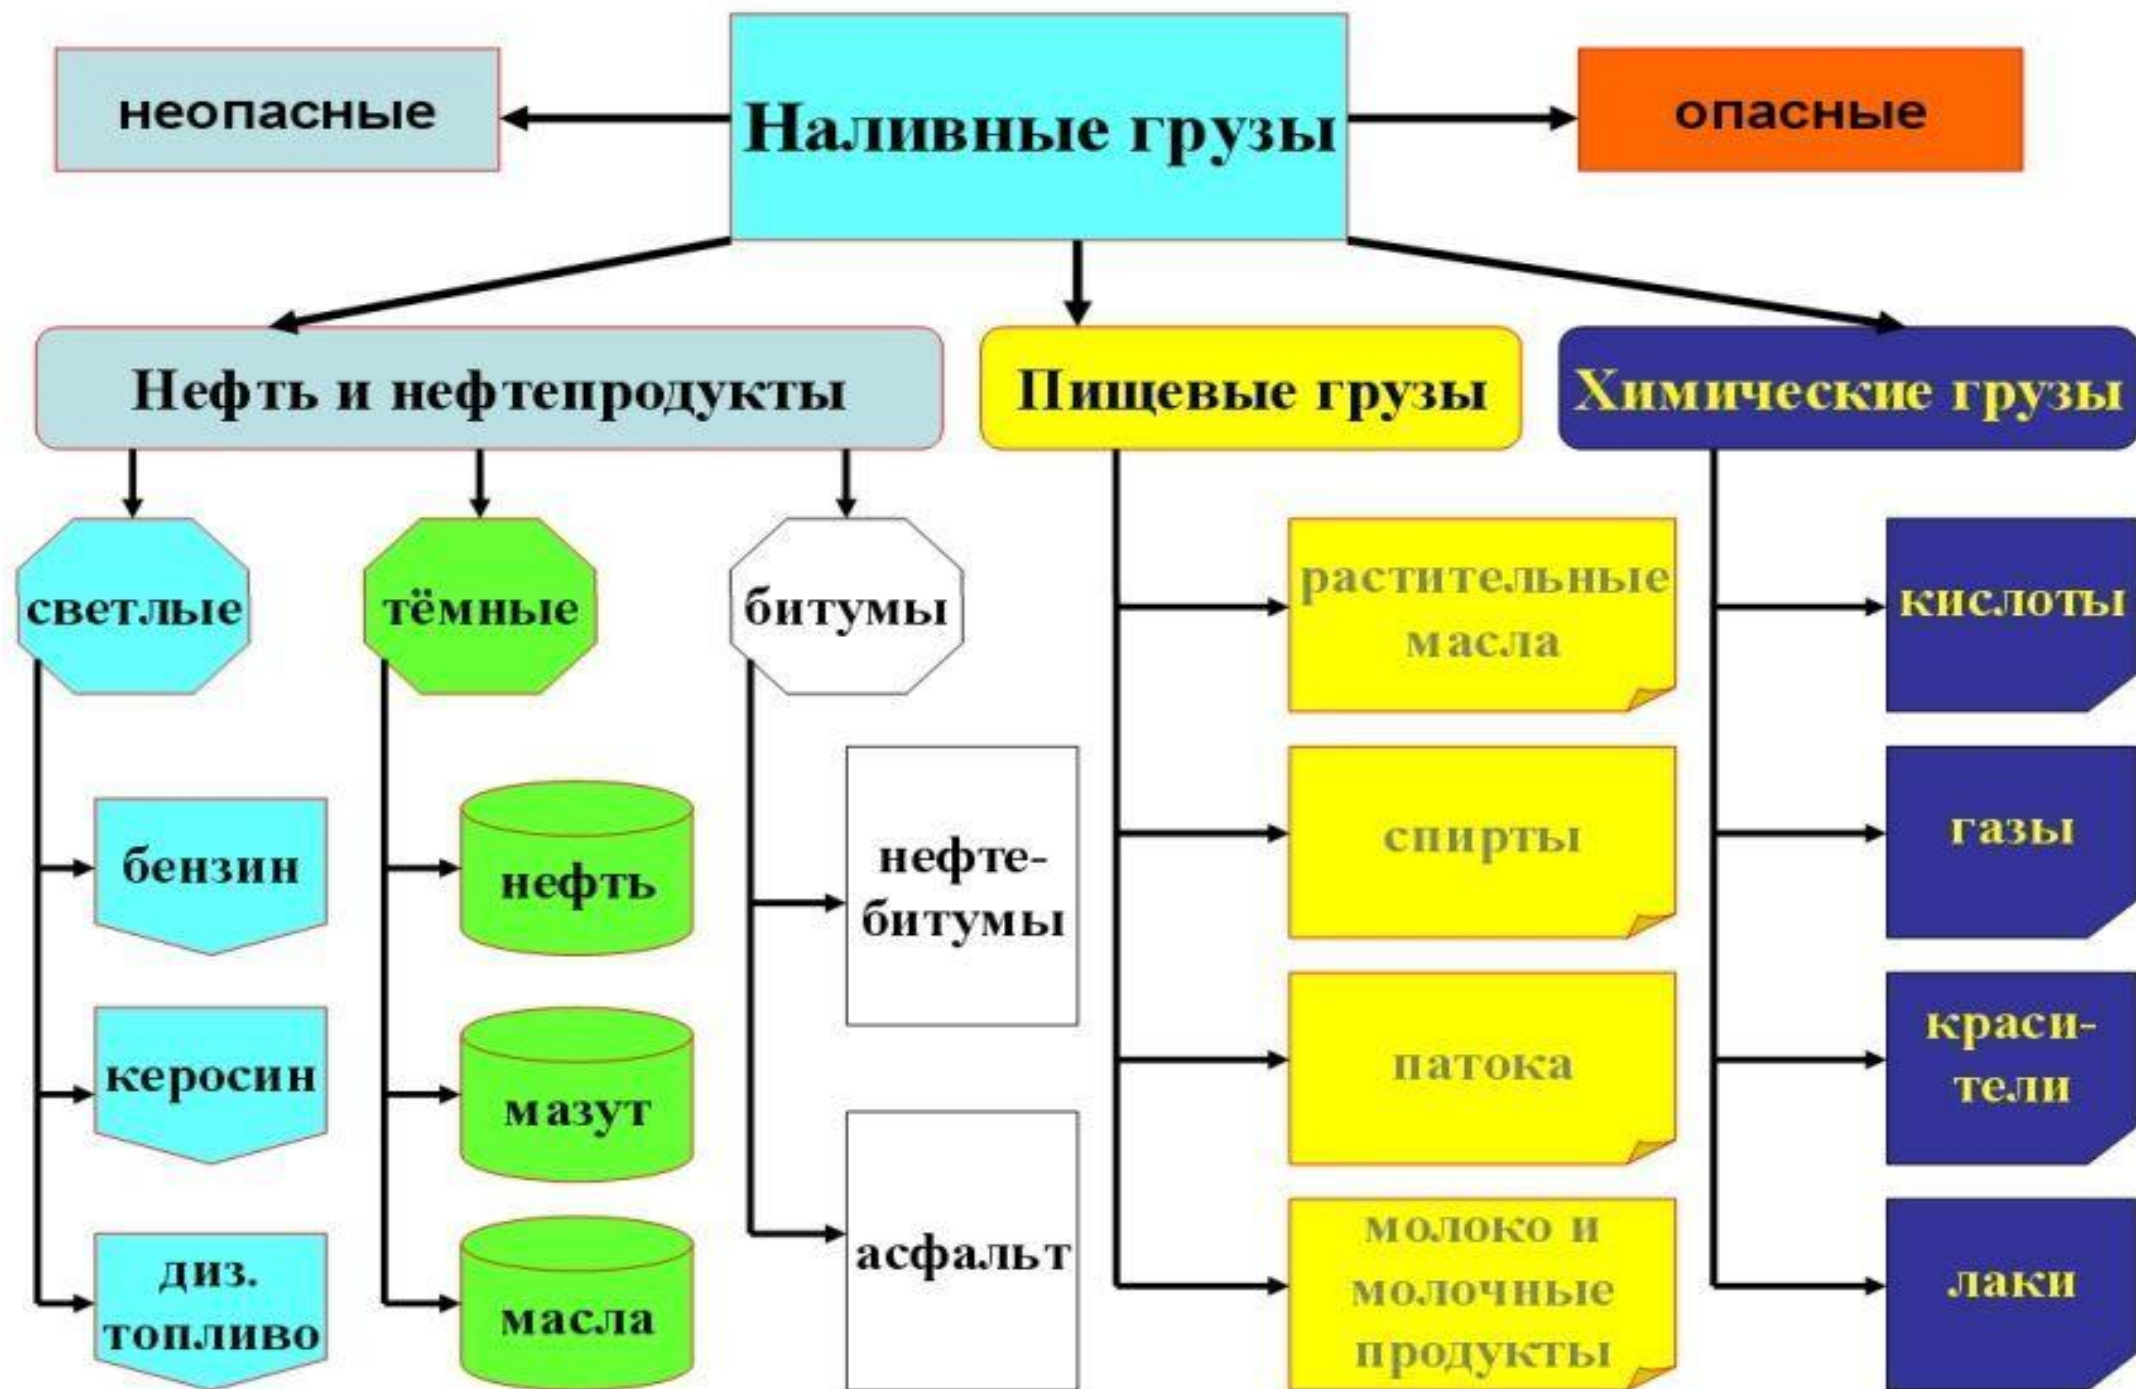 неопасные
Наливные грузы
опасные
Нефть и нефтепродукты
Пищевые грузы
Химические грузы
светлые
тёмные
битумы
растительные
масла
кислоты
бензин
нефть
нефте-
битумы
спирты
газы
керосин
мазут
патока
краси-
тели
диз.
топливо
масла
асфальт
молоко и
молочные
продукты
лаки